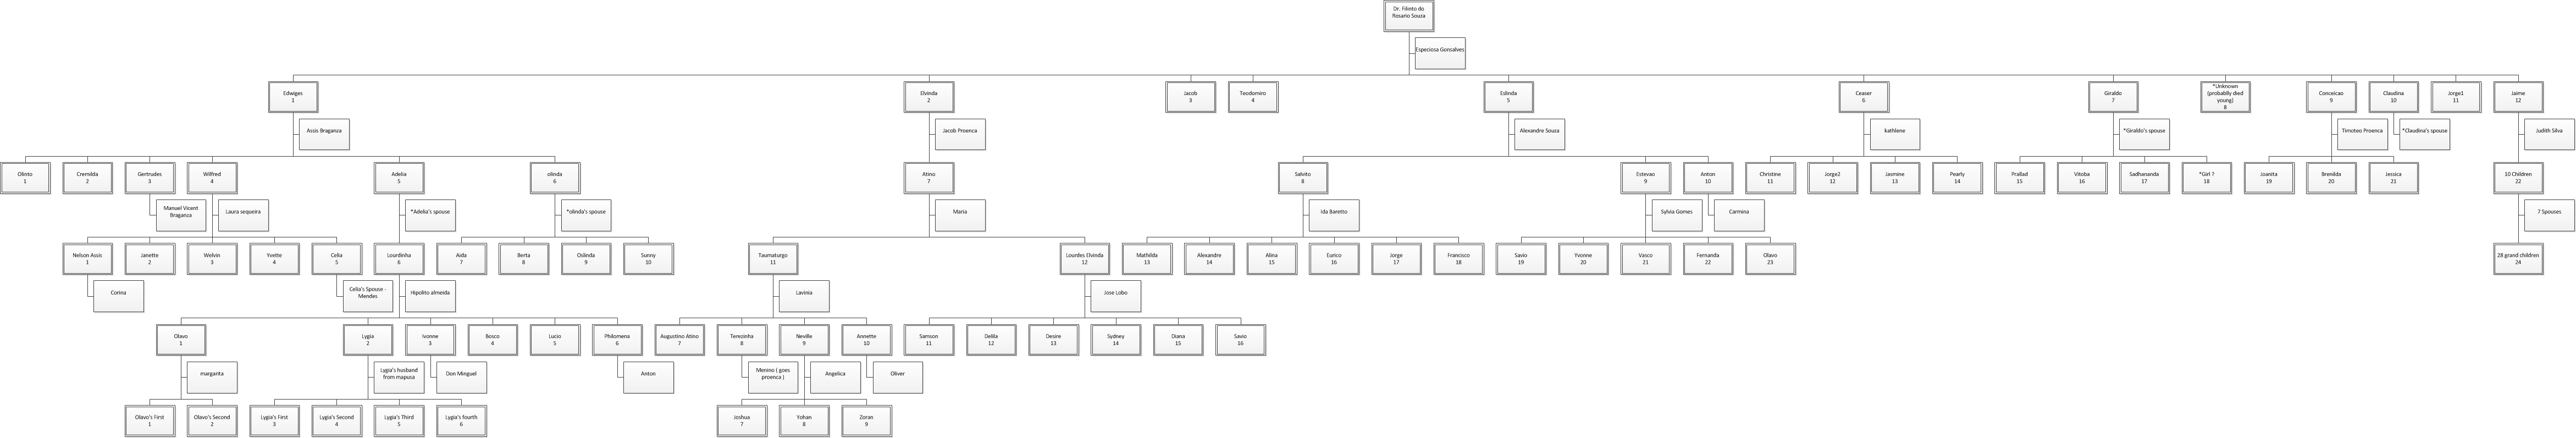 Dr. Filinto do
Rosario Souza
Especiosa Gonsalves
Edwiges
1
Elvinda
2
Jacob
3
Teodomiro
4
Eslinda
5
Ceaser
6
Giraldo
7
*Unknown
(probablly died
young)
8
Conceicao
9
Claudina
10
Jorge1
11
Jaime
12
Assis Braganza
Jacob Proenca
Alexandre Souza
kathlene
*Giraldo's spouse
Timoteo Proenca
*Claudina's spouse
Judith Silva
Olinto
1
Cremilda
2
Gertrudes
3
Wilfred
4
Adelia
5
olinda
6
Atino
7
Salvito
8
Estevao
9
Anton
10
Christine
11
Jorge2
12
Jasmine
13
Pearly
14
Prallad
15
Vitoba
16
Sadhananda
17
*Girl ?
18
Joanita
19
Brenilda
20
Jessica
21
10 Children
22
Manuel Vicent
Braganza
Laura sequeira
*Adelia's spouse
*olinda's spouse
Maria
Ida Baretto
Sylvia Gomes
Carmina
7 Spouses
Nelson Assis
1
Janette
2
Welvin
3
Yvette
4
Celia
5
Lourdinha
6
Aida
7
Berta
8
Oslinda
9
Sunny
10
Taumaturgo
11
Lourdes Elvinda
12
Mathilda
13
Alexandre
14
Alina
15
Eurico
16
Jorge
17
Francisco
18
Savio
19
Yvonne
20
Vasco
21
Fernanda
22
Olavo
23
28 grand children
24
Corina
Celia's Spouse -
Mendes
Hipolito almeida
Lavinia
Jose Lobo
Olavo
1
Lygia
2
Ivonne
3
Bosco
4
Lucio
5
Philomena
6
Augustino Atino
7
Terezinha
8
Neville
9
Annette
10
Samson
11
Delila
12
Desire
13
Sydney
14
Diana
15
Savio
16
margarita
Lygia's husband
from mapusa
Don Minguel
Anton
Menino ( goes
proenca )
Angelica
Oliver
Olavo's First
1
Olavo's Second
2
Lygia's First
3
Lygia's Second
4
Lygia's Third
5
Lygia's fourth
6
Joshua
7
Yohan
8
Zoran
9